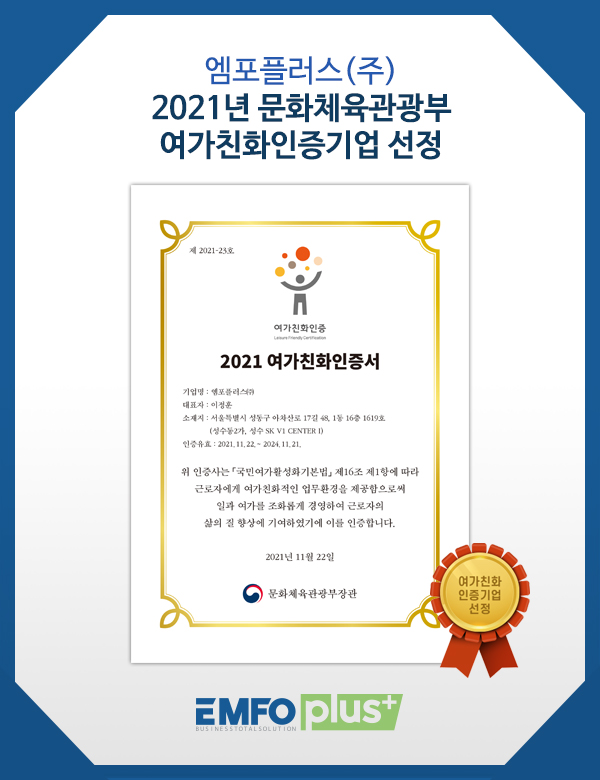 엠포플러스(주)
2021년 문화체육관광부
여가친화인증기업 선정
제 2021-23호
여가친화인증
Leisure Friendly Certification
2021 여가친화인증서
기업명 : 엠포플러스㈜
대표자 : 이정훈
소재지 : 서울특별시 성동구 아차산로 17길 48, 1동 16층 1619호
(성수동2가, 성수 SK V1 CENTER I)
인증유효 : 2021. 11. 22. ~ 2024. 11. 21.
위 인증사는 「국민여가활성화기본법」 제16조 제1항에 따라
근로자에게 여가친화적인 업무환경을 제공함으로써
일과 여가를 조화롭게 경영하여 근로자의
삶의 질 향상에 기여하였기에 이를 인증합니다.
2021년 11월 22일
문화체육관광부장관
여가친화
인증기업
선정
EMFO plus+
BUSINESS TOTAL SOLUTION